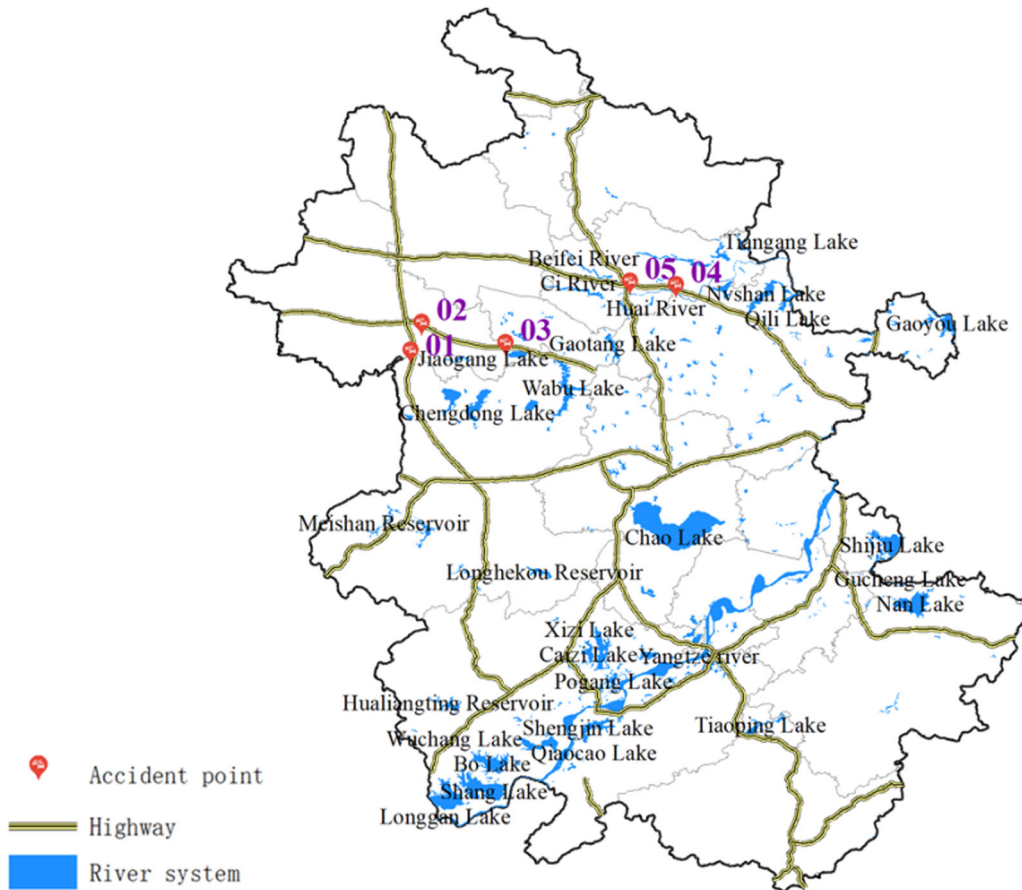 Tiangang Lake
Beifei River
05
04
Ci River
Nvshan Lake
Huai River
Qili Lake
Gaoyou Lake
02
03
01
Gaotang Lake
Jiaogang Lake
Wabu Lake
Chengdong Lake
Meishan Reservoir
Chao Lake
Shijiu Lake
Longhekou Reservoir
Gucheng Lake
Nan Lake
Xizi Lake
Caizi Lake
Yangtze river
Pogang Lake
Hualiangting Reservoir
Shengjin Lake
Tiaoping Lake
Wuchang Lake
Qiaocao Lake
Bo Lake
Shang Lake
Longgan Lake
Accident point
Highway
River system